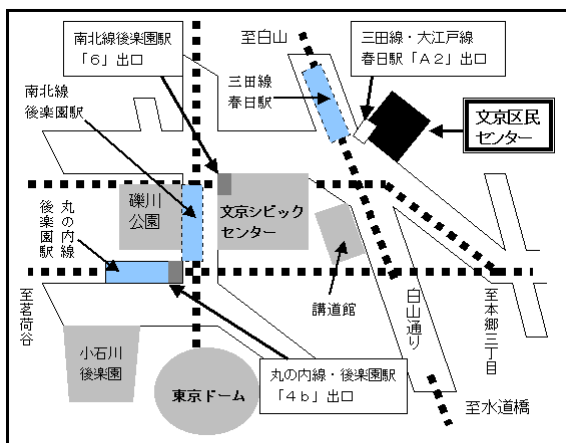 南北線後楽園駅
「6」出口
至白山
三田線・大江戸線
春日駅「A2」出口
南北線
後楽園駅
三田線
春日駅
文京区民
センター
礫川
公園
文京シビック
センター
丸の内線
後楽園駅
講道館
至茗荷谷
白山通り
至本郷三丁目
小石川
後楽園
東京ドーム
丸の内線・後楽園駅
「4b」出口
至水道橋